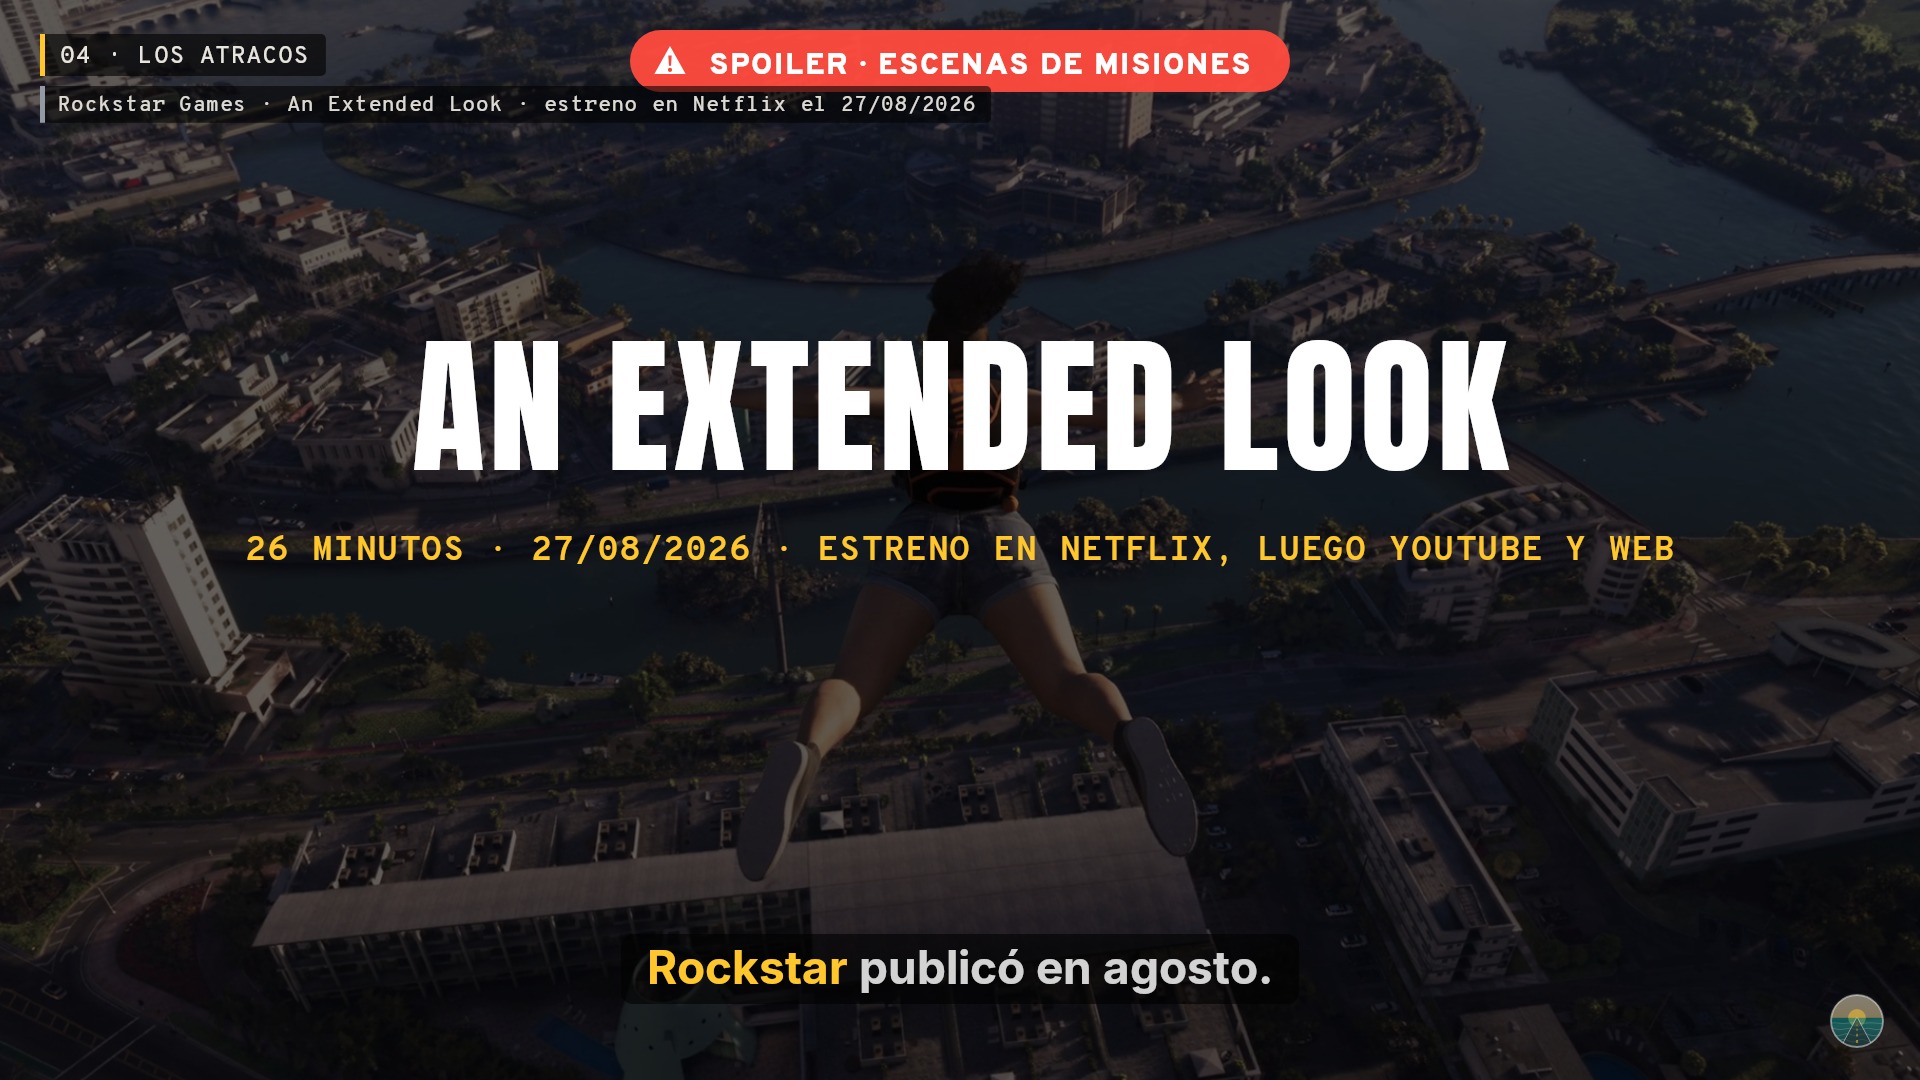 04 · LOS ATRACOS
SPOILER · ESCENAS DE MISIONES
Rockstar Games · An Extended Look · estreno en Netflix el 27/08/2026
AN EXTENDED LOOK
26 MINUTOS · 27/08/2026 · ESTRENO EN NETFLIX, LUEGO YOUTUBE Y WEB
Rockstar publicó en agosto.